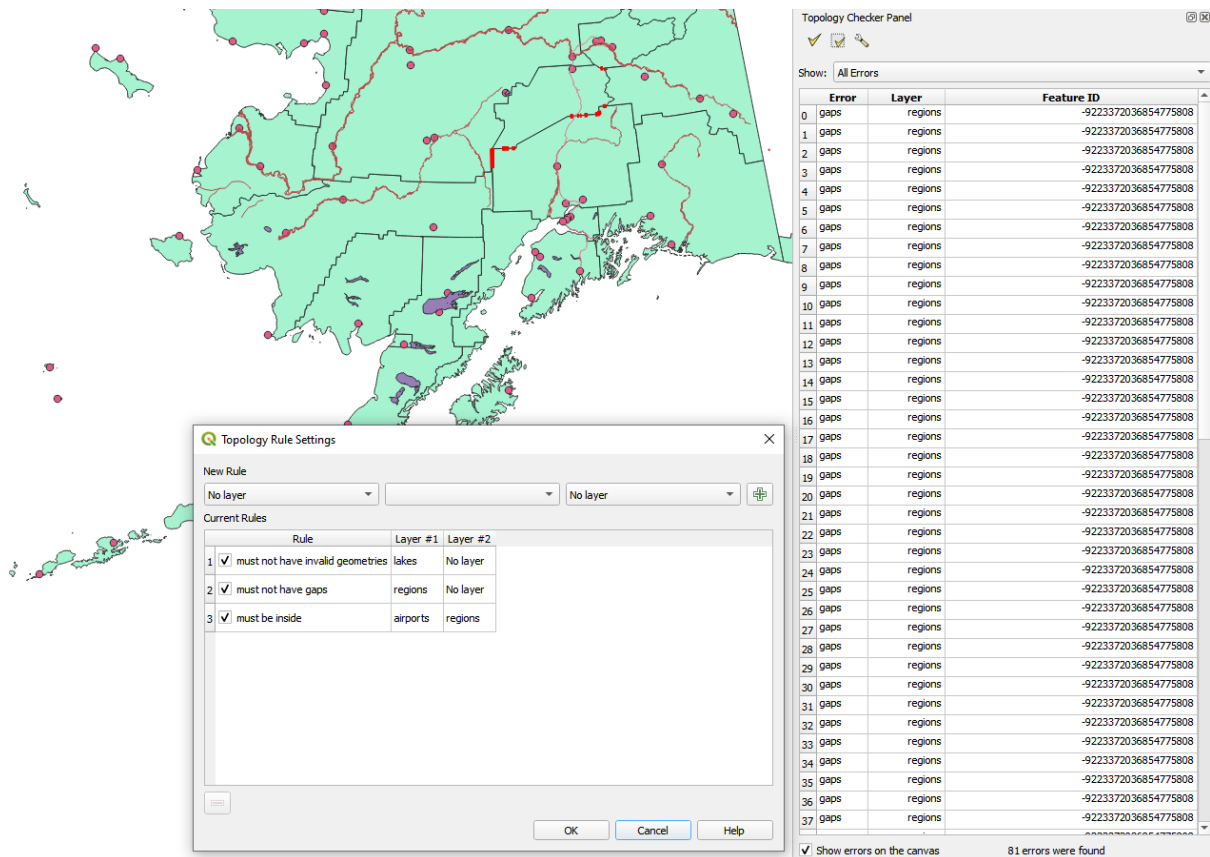 Topology Checker Panel
Show: All Errors
Error Layer Feature ID
0 gaps regions -9223372036854775808
1 gaps regions -9223372036854775808
2 gaps regions -9223372036854775808
3 gaps regions -9223372036854775808
4 gaps regions -9223372036854775808
5 gaps regions -9223372036854775808
6 gaps regions -9223372036854775808
7 gaps regions -9223372036854775808
8 gaps regions -9223372036854775808
9 gaps regions -9223372036854775808
10 gaps regions -9223372036854775808
11 gaps regions -9223372036854775808
12 gaps regions -9223372036854775808
13 gaps regions -9223372036854775808
14 gaps regions -9223372036854775808
15 gaps regions -9223372036854775808
16 gaps regions -9223372036854775808
17 gaps regions -9223372036854775808
18 gaps regions -9223372036854775808
19 gaps regions -9223372036854775808
20 gaps regions -9223372036854775808
21 gaps regions -9223372036854775808
22 gaps regions -9223372036854775808
23 gaps regions -9223372036854775808
24 gaps regions -9223372036854775808
25 gaps regions -9223372036854775808
26 gaps regions -9223372036854775808
27 gaps regions -9223372036854775808
28 gaps regions -9223372036854775808
29 gaps regions -9223372036854775808
30 gaps regions -9223372036854775808
31 gaps regions -9223372036854775808
32 gaps regions -9223372036854775808
33 gaps regions -9223372036854775808
34 gaps regions -9223372036854775808
35 gaps regions -9223372036854775808
36 gaps regions -9223372036854775808
37 gaps regions -9223372036854775808
Show errors on the canvas 81 errors were found
Topology Rule Settings
New Rule
No layer No layer
Current Rules
Rule Layer #1 Layer #2
1 must not have invalid geometries lakes No layer
2 must not have gaps regions No layer
3 must be inside airports regions
OK Cancel Help